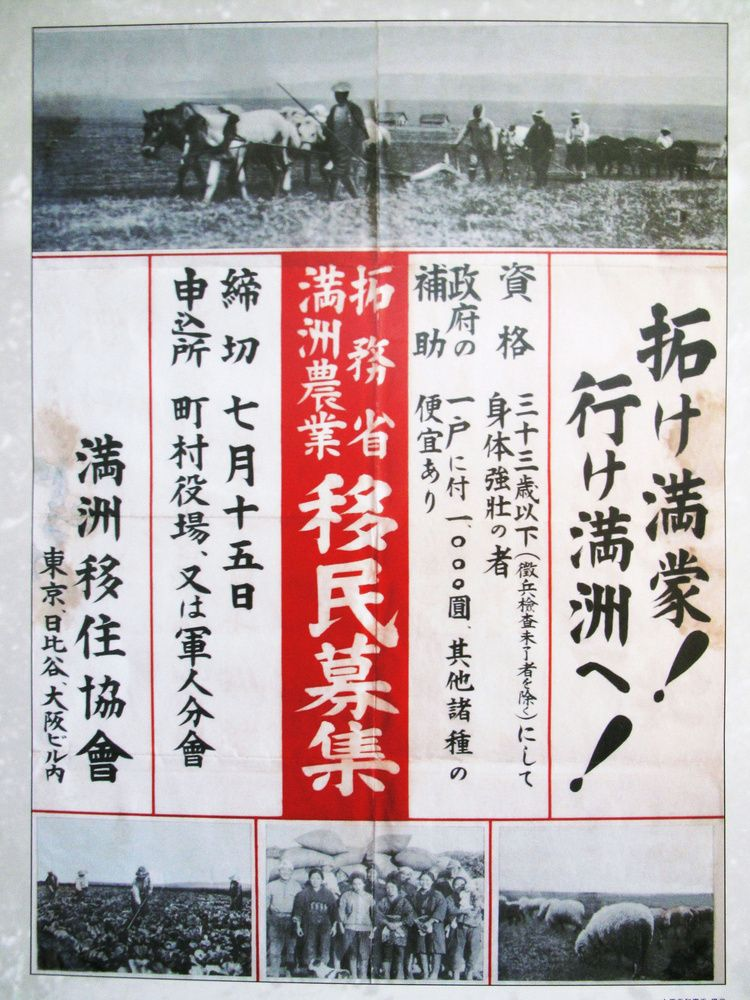 拓け満蒙！
行け満洲へ！
資格 三十三歳以下（徴兵檢査未了者を除く）にして
身体強壮の者
政府の補助 一戸に付 一、〇〇〇圓、其他諸種の
便宜あり
拓務省
満洲農業
移民募集
締切 七月十五日
申込所 町村役場、又は軍人分會
満洲移住協會
東京、日比谷、大阪ビル内